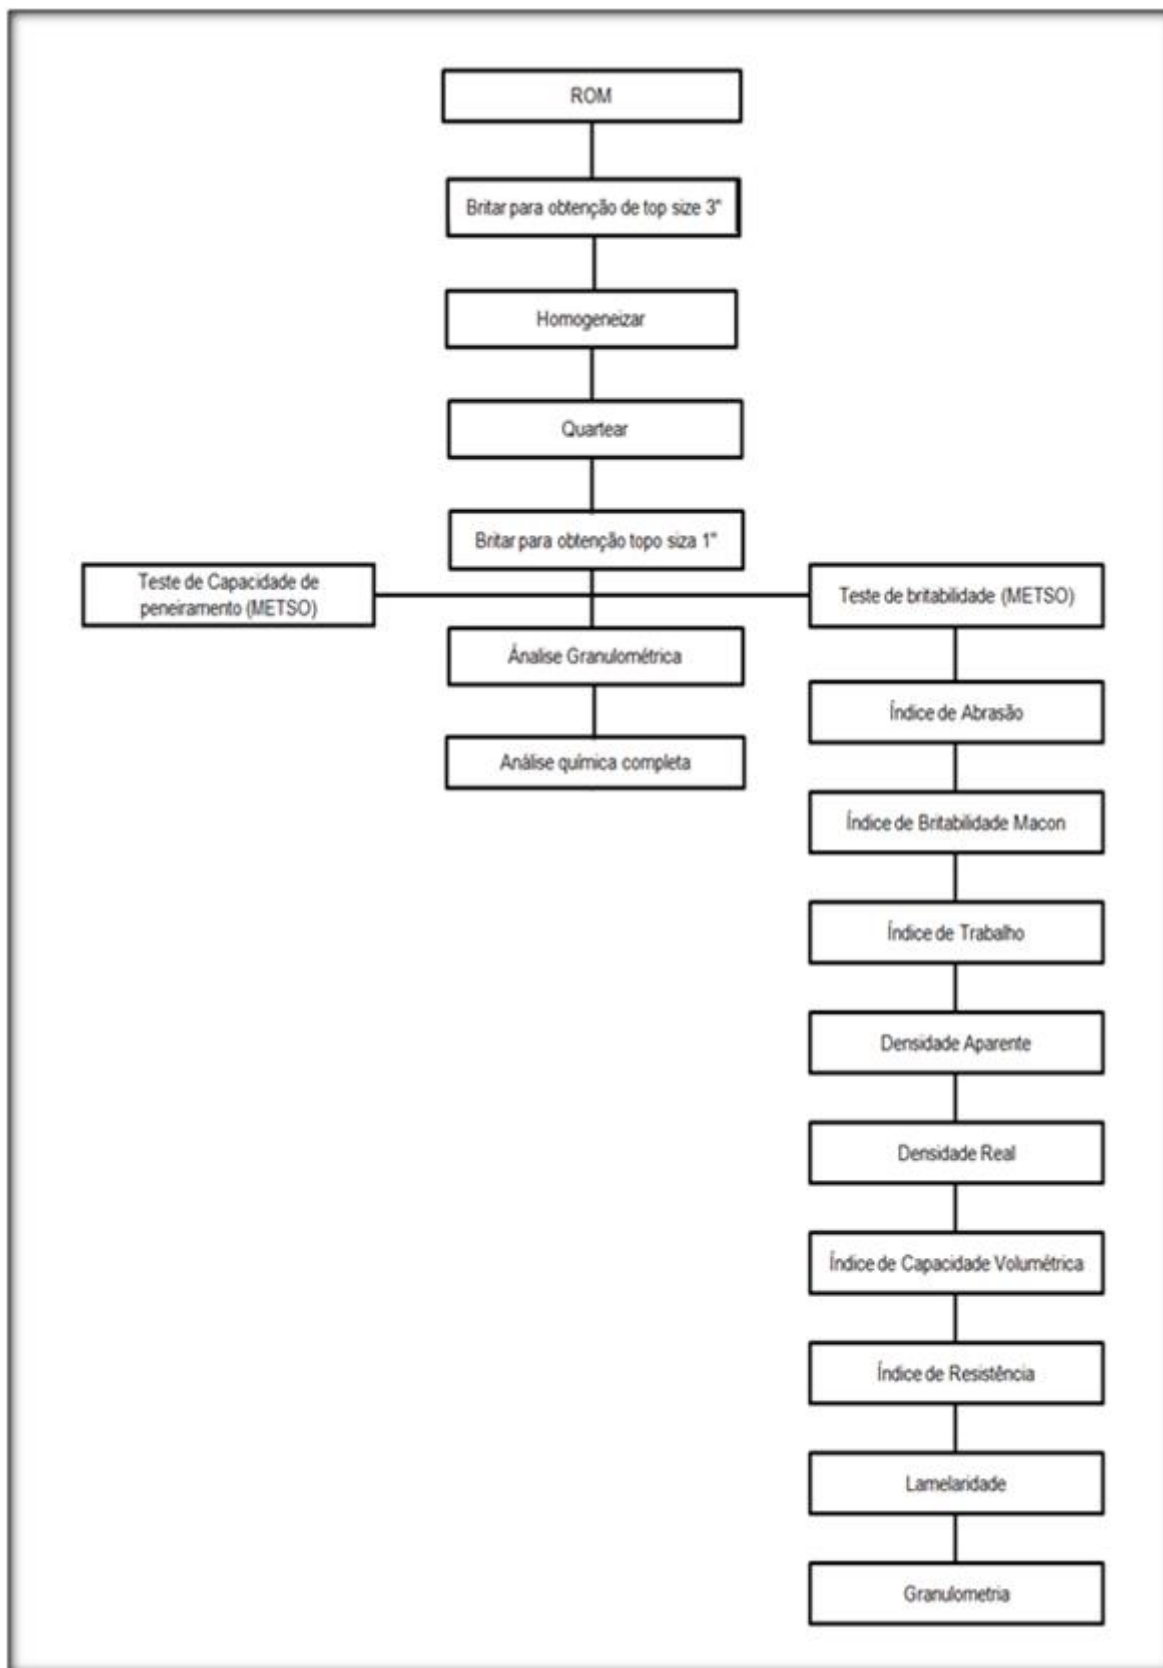 ROM
Britar para obtenção de top size 3"
Homogeneizar
Quartear
Britar para obtenção topo siza 1"
Teste de Capacidade de
peneiramento (METSO)
Teste de britabilidade (METSO)
Ánalise Granulométrica
Análise química completa
Índice de Abrasão
Índice de Britabilidade Macon
Índice de Trabalho
Densidade Aparente
Densidade Real
Índice de Capacidade Volumétrica
Índice de Resistência
Lamelaridade
Granulometria